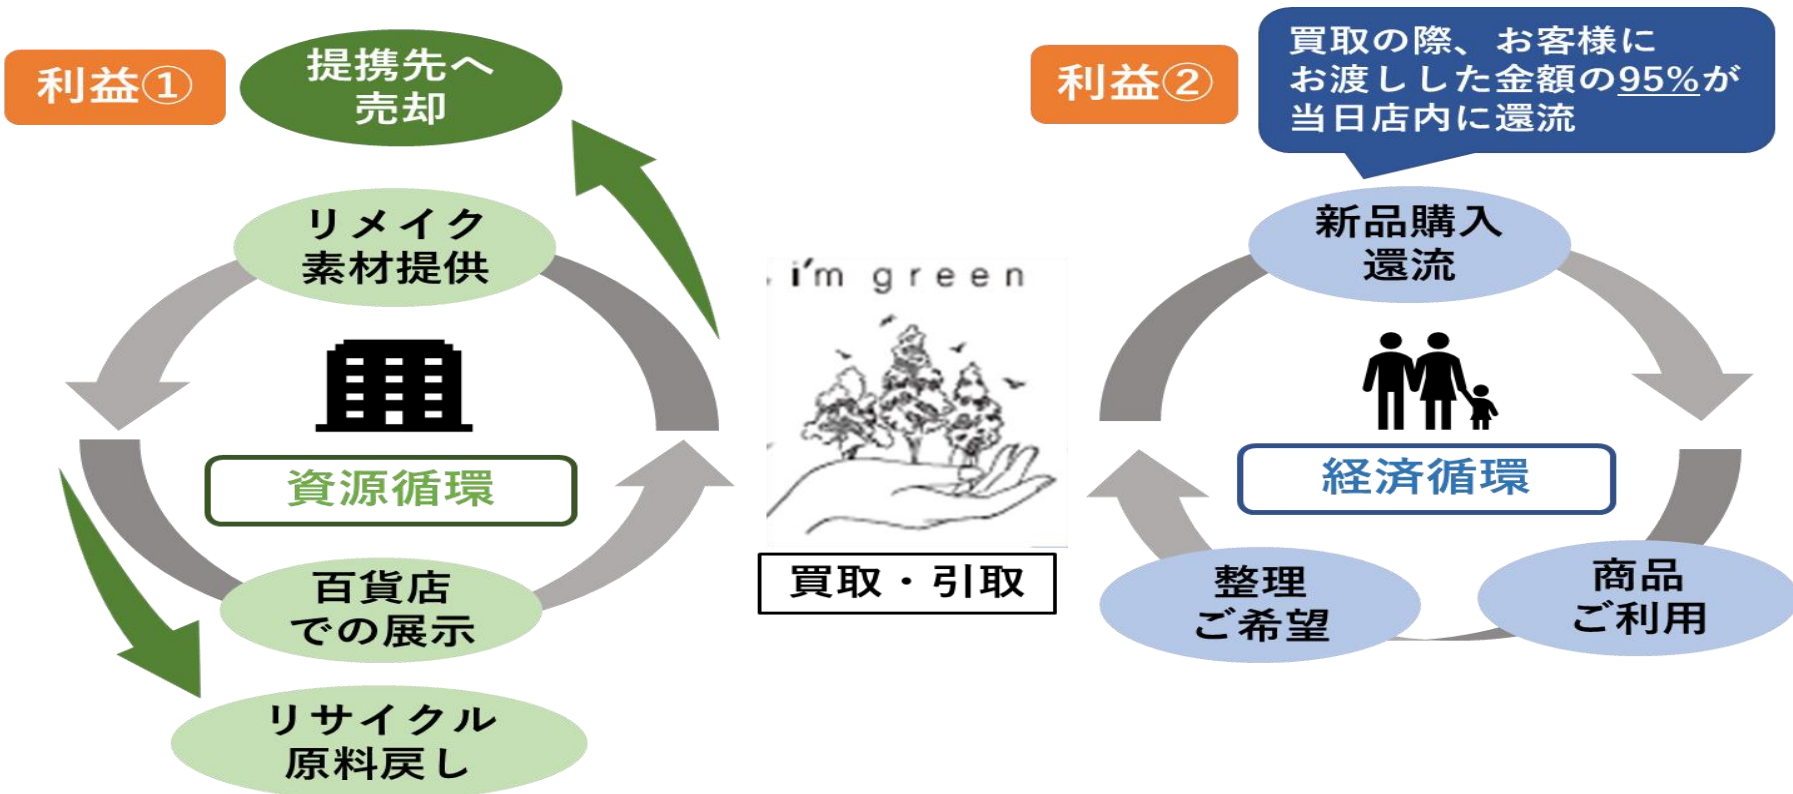 利益①
提携先へ
売却
リメイク
素材提供
資源循環
百貨店
での展示
リサイクル
原料戻し
i'm green
買取・引取
利益②
買取の際、お客様に
お渡しした金額の95%が
当日店内に還流
新品購入
還流
経済循環
整理
ご希望
商品
ご利用